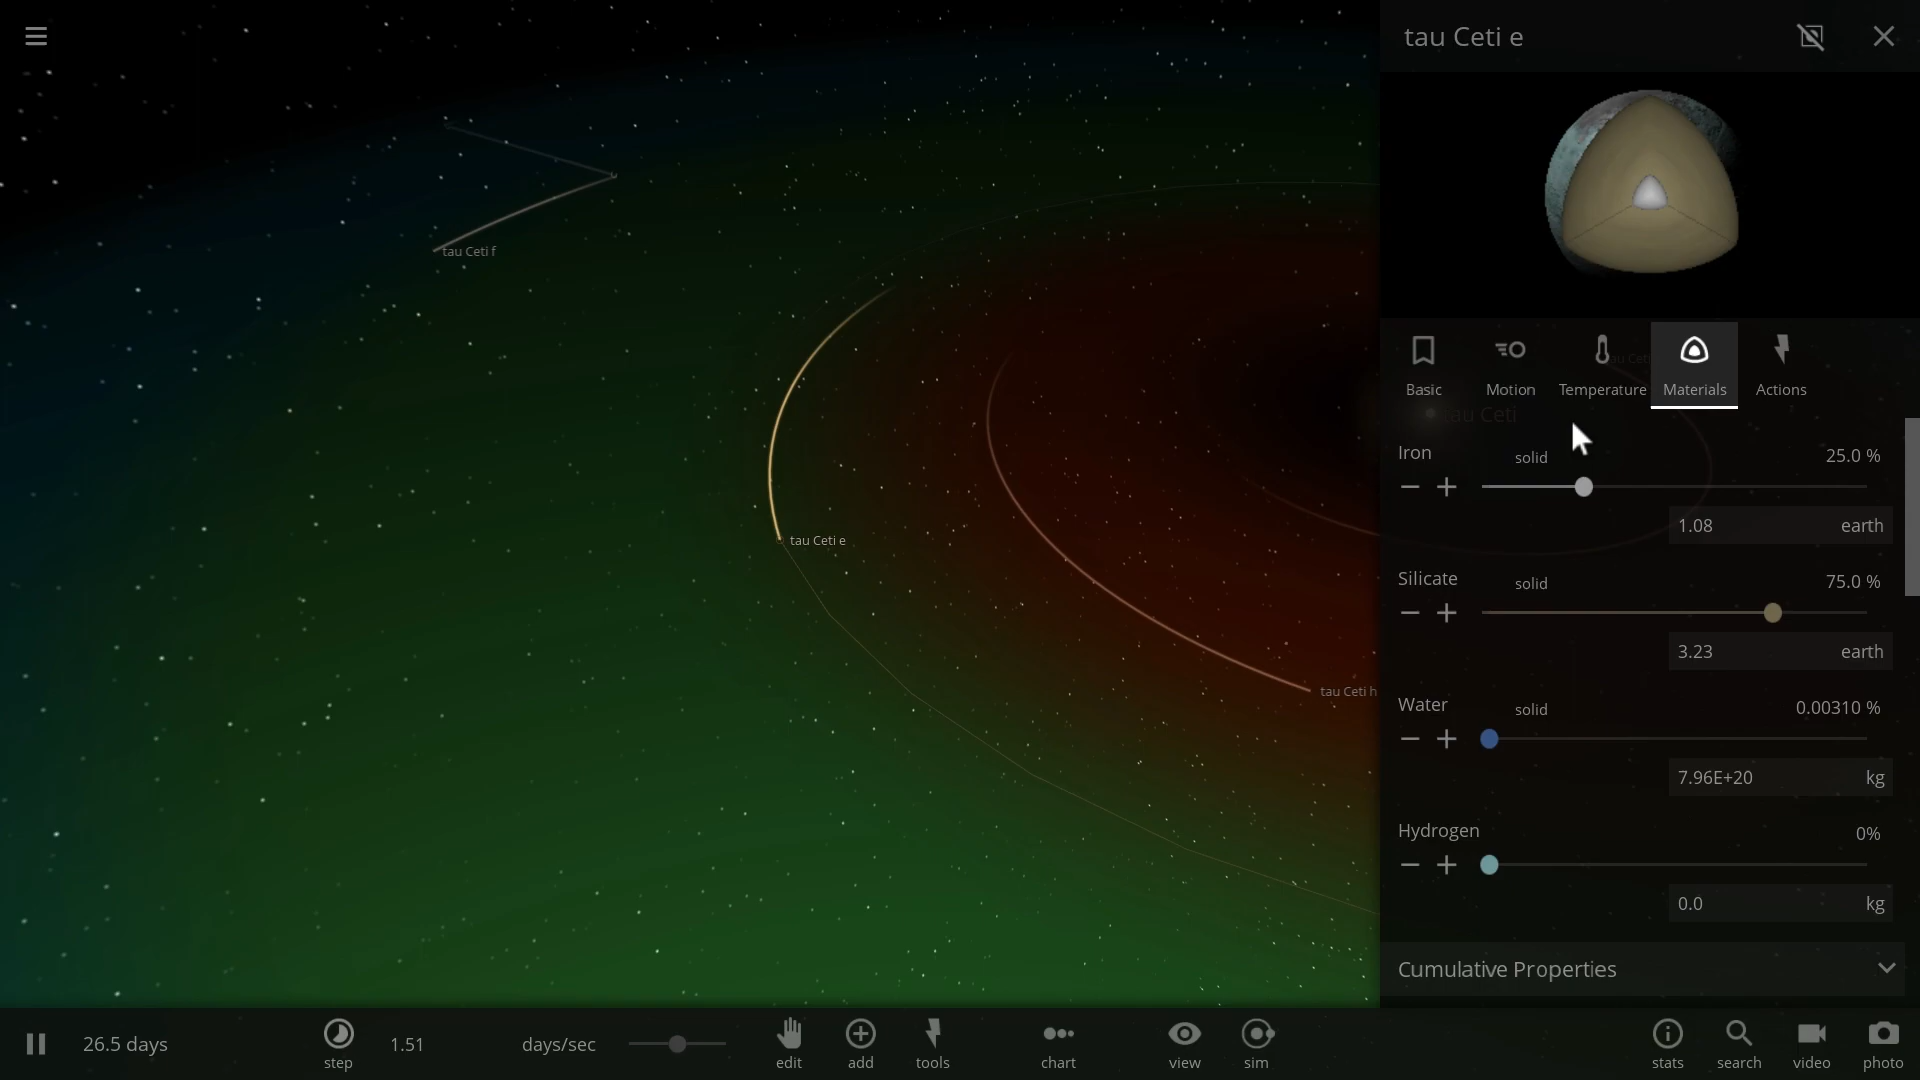 tau Ceti e
tau Ceti f
Basic
Motion
Temperature
Materials
Actions
tau Ceti
Iron
solid
25.0 %
1.08
earth
tau Ceti e
Silicate
solid
75.0 %
3.23
earth
tau Ceti h
Water
solid
0.00310 %
7.96E+20
kg
Hydrogen
0%
0.0
kg
Cumulative Properties
26.5 days
step
1.51
days/sec
edit
add
tools
chart
view
sim
stats
search
video
photo